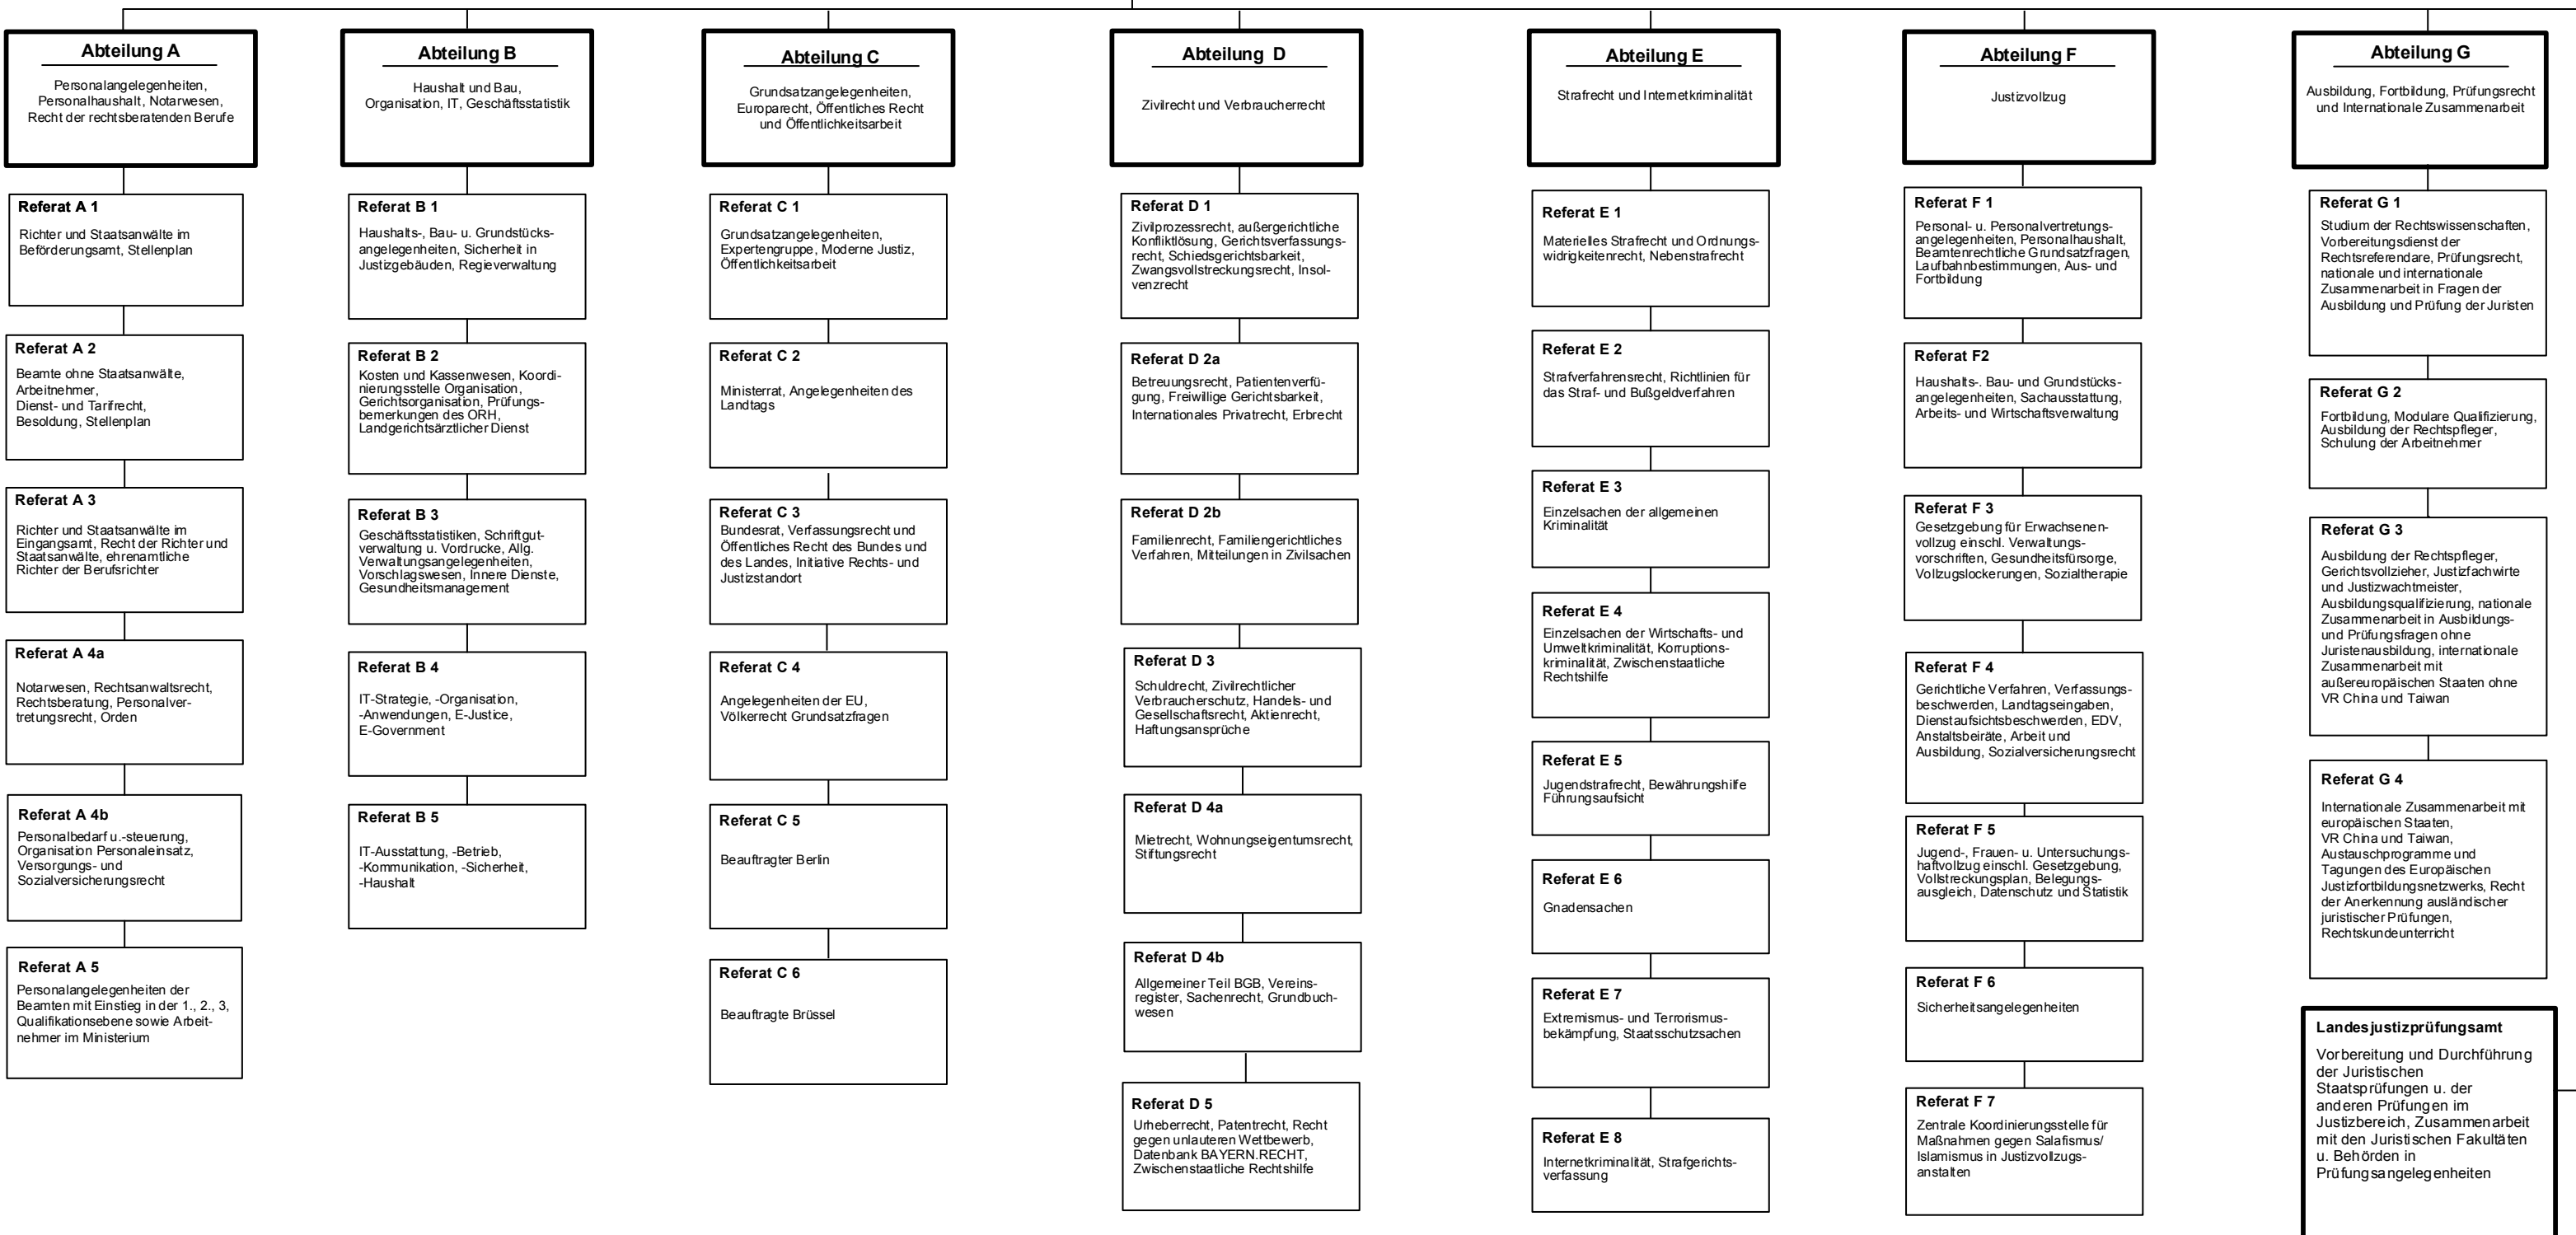 Abteilung A
Personalangelegenheiten,
Personalhaushalt, Notarwesen,
Recht der rechtsberatenden Berufe
Referat A 1
Richter und Staatsanwälte im
Beförderungsamt, Stellenplan
Referat A 2
Beamte ohne Staatsanwälte,
Arbeitnehmer,
Dienst- und Tarifrecht,
Besoldung, Stellenplan
Referat A 3
Richter und Staatsanwälte im
Eingangsamt, Recht der Richter und
Staatsanwälte, ehrenamtliche
Richter der Berufsrichter
Referat A 4a
Notarwesen, Rechtsanwaltsrecht,
Rechtsberatung, Personalver-
tretungsrecht, Orden
Referat A 4b
Personalbedarf u.-steuerung,
Organisation Personaleinsatz,
Versorgungs- und
Sozialversicherungsrecht
Referat A 5
Personalangelegenheiten der
Beamten mit Einstieg in der 1., 2., 3,
Qualifikationsebene sowie Arbeit-
nehmer im Ministerium
Abteilung B
Haushalt und Bau,
Organisation, IT, Geschäftsstatistik
Referat B 1
Haushalts-, Bau- u. Grundstücks-
angelegenheiten, Sicherheit in
Justizgebäuden, Regieverwaltung
Referat B 2
Kosten und Kassenwesen, Koordi-
nierungsstelle Organisation,
Gerichtsorganisation, Prüfungs-
bemerkungen des ORH,
Landgerichtsärztlicher Dienst
Referat B 3
Geschäftsstatistiken, Schriftgut-
verwaltung u. Vordrucke, Allg.
Verwaltungsangelegenheiten,
Vorschlagswesen, Innere Dienste,
Gesundheitsmanagement
Referat B 4
IT-Strategie, -Organisation,
-Anwendungen, E-Justice,
E-Government
Referat B 5
IT-Ausstattung, -Betrieb,
-Kommunikation, -Sicherheit,
-Haushalt
Abteilung C
Grundsatzangelegenheiten,
Europarecht, Öffentliches Recht
und Öffentlichkeitsarbeit
Referat C 1
Grundsatzangelegenheiten,
Expertengruppe, Moderne Justiz,
Öffentlichkeitsarbeit
Referat C 2
Ministerrat, Angelegenheiten des
Landtags
Referat C 3
Bundesrat, Verfassungsrecht und
Öffentliches Recht des Bundes und
des Landes, Initiative Rechts- und
Justizstandort
Referat C 4
Angelegenheiten der EU,
Völkerrecht Grundsatzfragen
Referat C 5
Beauftragter Berlin
Referat C 6
Beauftragte Brüssel
Abteilung D
Zivilrecht und Verbraucherrecht
Referat D 1
Zivilprozessrecht, außergerichtliche
Konfliktlösung, Gerichtsverfassungs-
recht, Schiedsgerichtsbarkeit,
Zwangsvollstreckungsrecht, Insol-
venzrecht
Referat D 2a
Betreuungsrecht, Patientenverfü-
gung, Freiwillige Gerichtsbarkeit,
Internationales Privatrecht, Erbrecht
Referat D 2b
Familienrecht, Familiengerichtliches
Verfahren, Mitteilungen in Zivilsachen
Referat D 3
Schuldrecht, Zivilrechtlicher
Verbraucherschutz, Handels- und
Gesellschaftsrecht, Aktienrecht,
Haftungsansprüche
Referat D 4a
Mietrecht, Wohnungseigentumsrecht,
Stiftungsrecht
Referat D 4b
Allgemeiner Teil BGB, Vereins-
register, Sachenrecht, Grundbuch-
wesen
Referat D 5
Urheberrecht, Patentrecht, Recht
gegen unlauteren Wettbewerb,
Datenbank BAYERN.RECHT,
Zwischenstaatliche Rechtshilfe
Abteilung E
Strafrecht und Internetkriminalität
Referat E 1
Materielles Strafrecht und Ordnungs-
widrigkeitenrecht, Nebenstrafrecht
Referat E 2
Strafverfahrensrecht, Richtlinien für
das Straf- und Bußgeldverfahren
Referat E 3
Einzelsachen der allgemeinen
Kriminalität
Referat E 4
Einzelsachen der Wirtschafts- und
Umweltkriminalität, Korruptions-
kriminalität, Zwischenstaatliche
Rechtshilfe
Referat E 5
Jugendstrafrecht, Bewährungshilfe
Führungsaufsicht
Referat E 6
Gnadensachen
Referat E 7
Extremismus- und Terrorismus-
bekämpfung, Staatsschutzsachen
Referat E 8
Internetkriminalität, Strafgerichts-
verfassung
Abteilung F
Justizvollzug
Referat F 1
Personal- u. Personalvertretungs-
angelegenheiten, Personalhaushalt,
Beamtenrechtliche Grundsatzfragen,
Laufbahnbestimmungen, Aus- und
Fortbildung
Referat F2
Haushalts-. Bau- und Grundstücks-
angelegenheiten, Sachausstattung,
Arbeits- und Wirtschaftsverwaltung
Referat F 3
Gesetzgebung für Erwachsenen-
vollzug einschl. Verwaltungs-
vorschriften, Gesundheitsfürsorge,
Vollzugslockerungen, Sozialtherapie
Referat F 4
Gerichtliche Verfahren, Verfassungs-
beschwerden, Landtagseingaben,
Dienstaufsichtsbeschwerden, EDV,
Anstaltsbeiräte, Arbeit und
Ausbildung, Sozialversicherungsrecht
Referat F 5
Jugend-, Frauen- u. Untersuchungs-
haftvollzug einschl. Gesetzgebung,
Vollstreckungsplan, Belegungs-
ausgleich, Datenschutz und Statistik
Referat F 6
Sicherheitsangelegenheiten
Referat F 7
Zentrale Koordinierungsstelle für
Maßnahmen gegen Salafismus/
Islamismus in Justizvollzugs-
anstalten
Abteilung G
Ausbildung, Fortbildung, Prüfungsrecht
und Internationale Zusammenarbeit
Referat G 1
Studium der Rechtswissenschaften,
Vorbereitungsdienst der
Rechtsreferendare, Prüfungsrecht,
nationale und internationale
Zusammenarbeit in Fragen der
Ausbildung und Prüfung der Juristen
Referat G 2
Fortbildung, Modulare Qualifizierung,
Ausbildung der Rechtspfleger,
Schulung der Arbeitnehmer
Referat G 3
Ausbildung der Rechtspfleger,
Gerichtsvollzieher, Justizfachwirte
und Justizwachtmeister,
Ausbildungsqualifizierung, nationale
Zusammenarbeit in Ausbildungs-
und Prüfungsfragen ohne
Juristenausbildung, internationale
Zusammenarbeit mit
außereuropäischen Staaten ohne
VR China und Taiwan
Referat G 4
Internationale Zusammenarbeit mit
europäischen Staaten,
VR China und Taiwan,
Austauschprogramme und
Tagungen des Europäischen
Justizfortbildungsnetzwerks, Recht
der Anerkennung ausländischer
juristischer Prüfungen,
Rechtskundeunterricht
Landesjustizprüfungsamt
Vorbereitung und Durchführung
der Juristischen
Staatsprüfungen u. der
anderen Prüfungen im
Justizbereich, Zusammenarbeit
mit den Juristischen Fakultäten
u. Behörden in
Prüfungsangelegenheiten